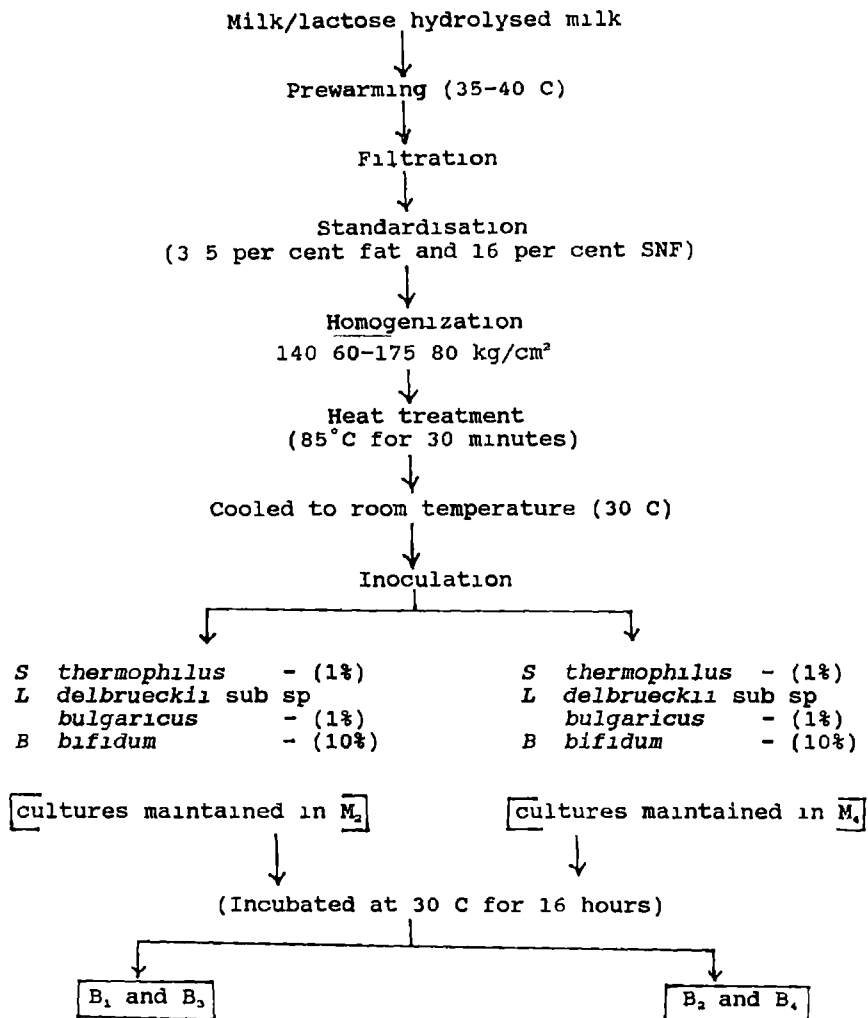 Milk/lactose hydrolysed milk
Prewarming (35-40 C)
Filtration
Standardisation
(3 5 per cent fat and 16 per cent SNF)
Homogenization
140 60-175 80 kg/cm²
Heat treatment
(85°C for 30 minutes)
Cooled to room temperature (30 C)
Inoculation
S thermophilus - (1%)
L delbrueckii sub sp
bulgaricus - (1%)
B bifidum - (10%)
cultures maintained in M₂
S thermophilus - (1%)
L delbrueckii sub sp
bulgaricus - (1%)
B bifidum - (10%)
cultures maintained in M₄
(Incubated at 30 C for 16 hours)
B₁ and B₃
B₂ and B₄